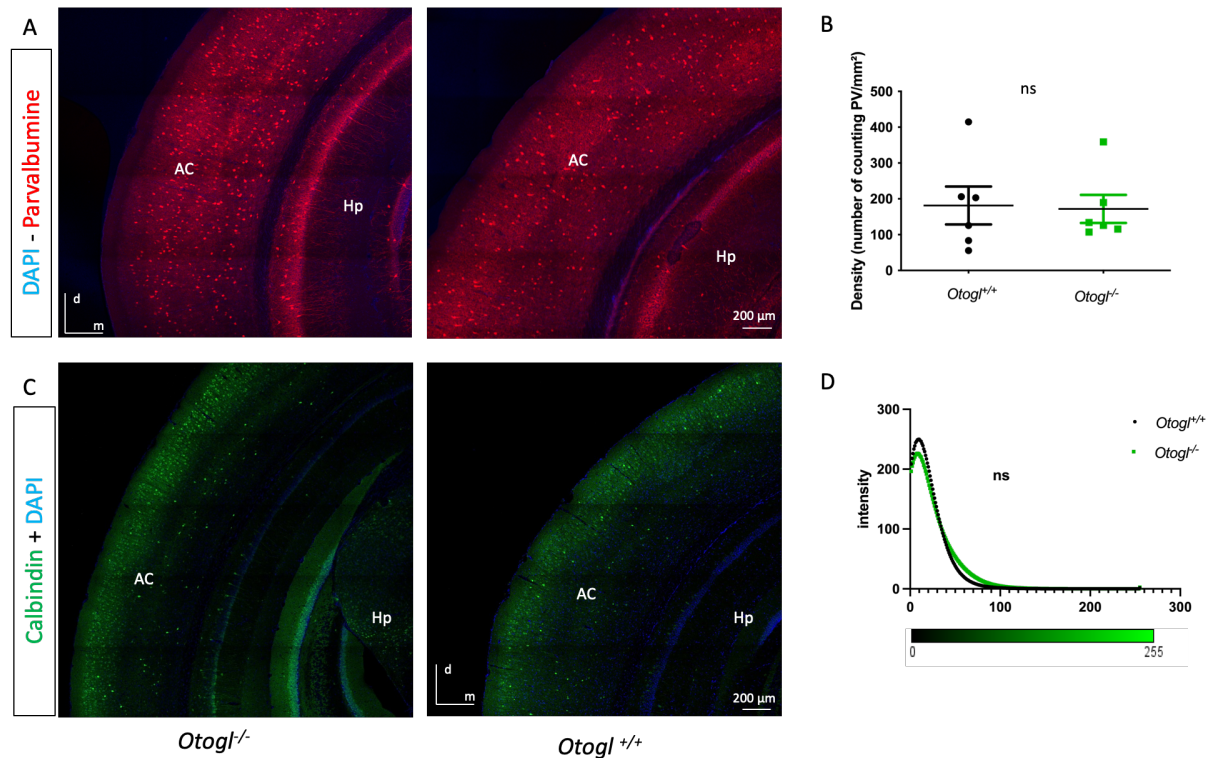 A
DAPI - Parvalbumine
AC
Hp
d
m
AC
Hp
200 µm
B
ns
Density (number of counting PV/mm²)
500
400
300
200
100
0
Otogl+/+
Otogl-/-
C
Calbindin + DAPI
AC
Hp
AC
Hp
d
m
200 µm
Otogl-/-
Otogl +/+
D
300
200
100
0
intensity
ns
Otogl+/+
Otogl-/-
0
100
200
300
0
255